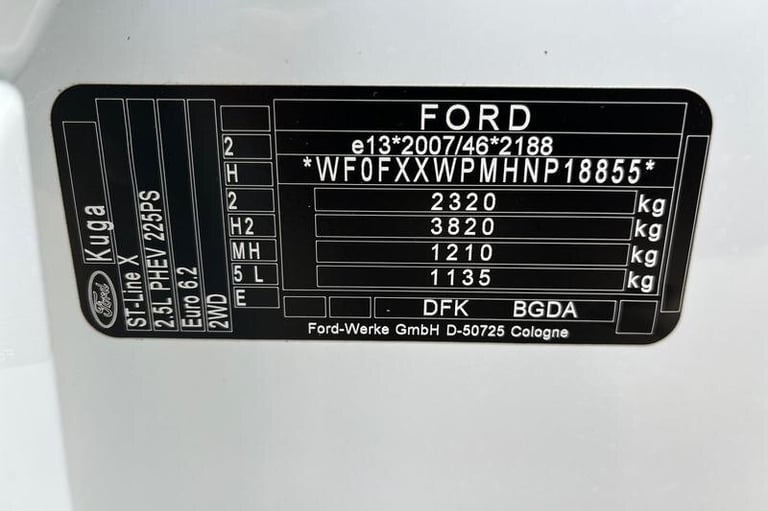 FORD
e13*2007/46*2188
*WF0FXXWPMHNP18855*
2320 kg
3820 kg
1210 kg
1135 kg
DFK BGDA
Ford-Werke GmbH D-50725 Cologne
2
H
2
H2
MH
5 L
E
Ford Kuga
ST-Line X
2.5L PHEV 225PS
Euro 6.2
2WD